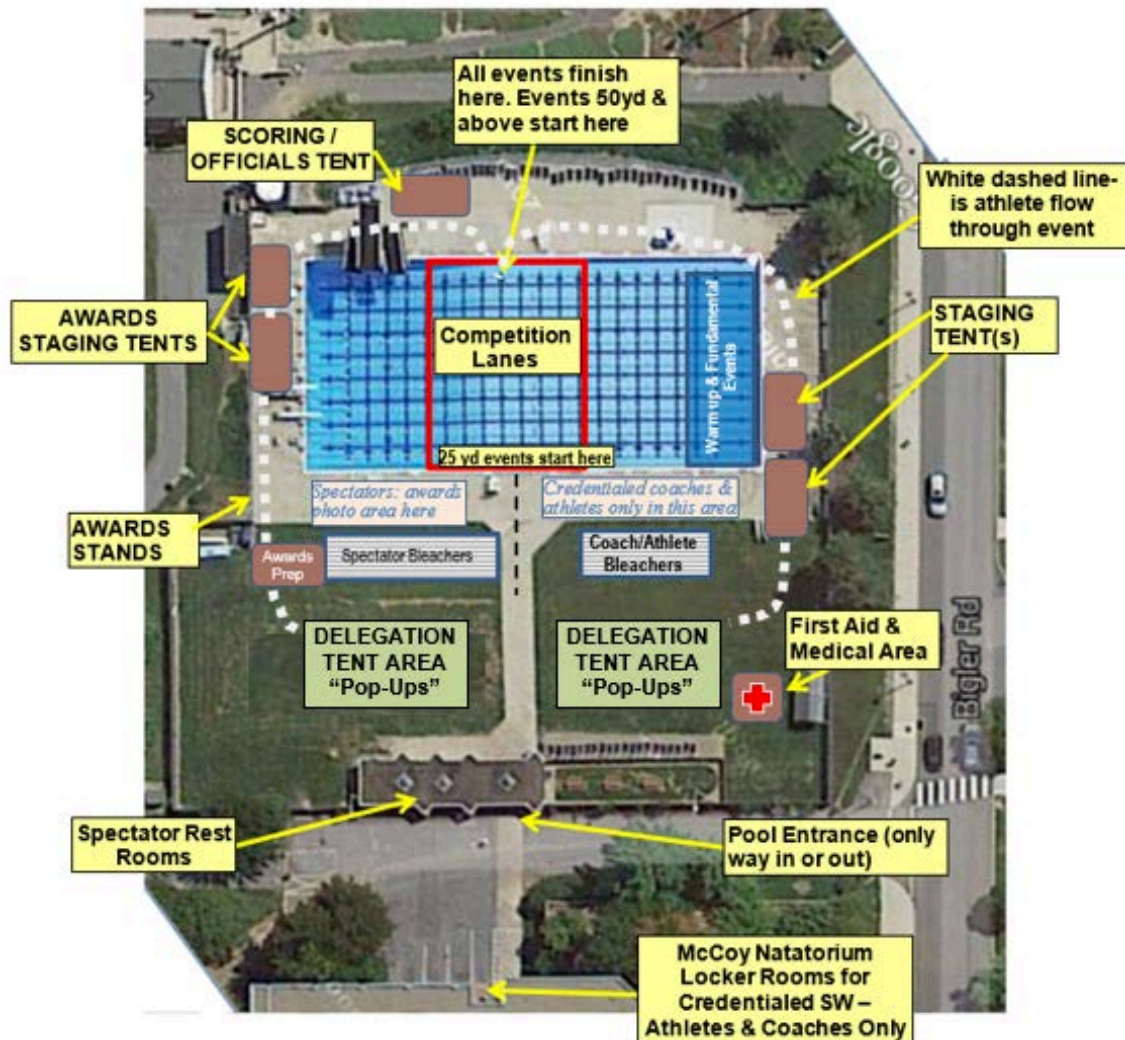 All events finish
here. Events 50yd &
above start here
SCORING /
OFFICIALS TENT
Google
White dashed line-
is athlete flow
through event
AWARDS
STAGING TENTS
Competition
Lanes
Warm up & Fundamental
Events
STAGING
TENT(s)
25 yd events start here
Spectators: awards
photo area here
Credentialed coaches &
athletes only in this area
AWARDS
STANDS
Awards
Prep
Spectator Bleachers
Coach/Athlete
Bleachers
DELEGATION
TENT AREA
“Pop-Ups”
DELEGATION
TENT AREA
“Pop-Ups”
First Aid &
Medical Area
Bigler Rd
Spectator Rest
Rooms
Pool Entrance (only
way in or out)
McCoy Natatorium
Locker Rooms for
Credentialed SW –
Athletes & Coaches Only